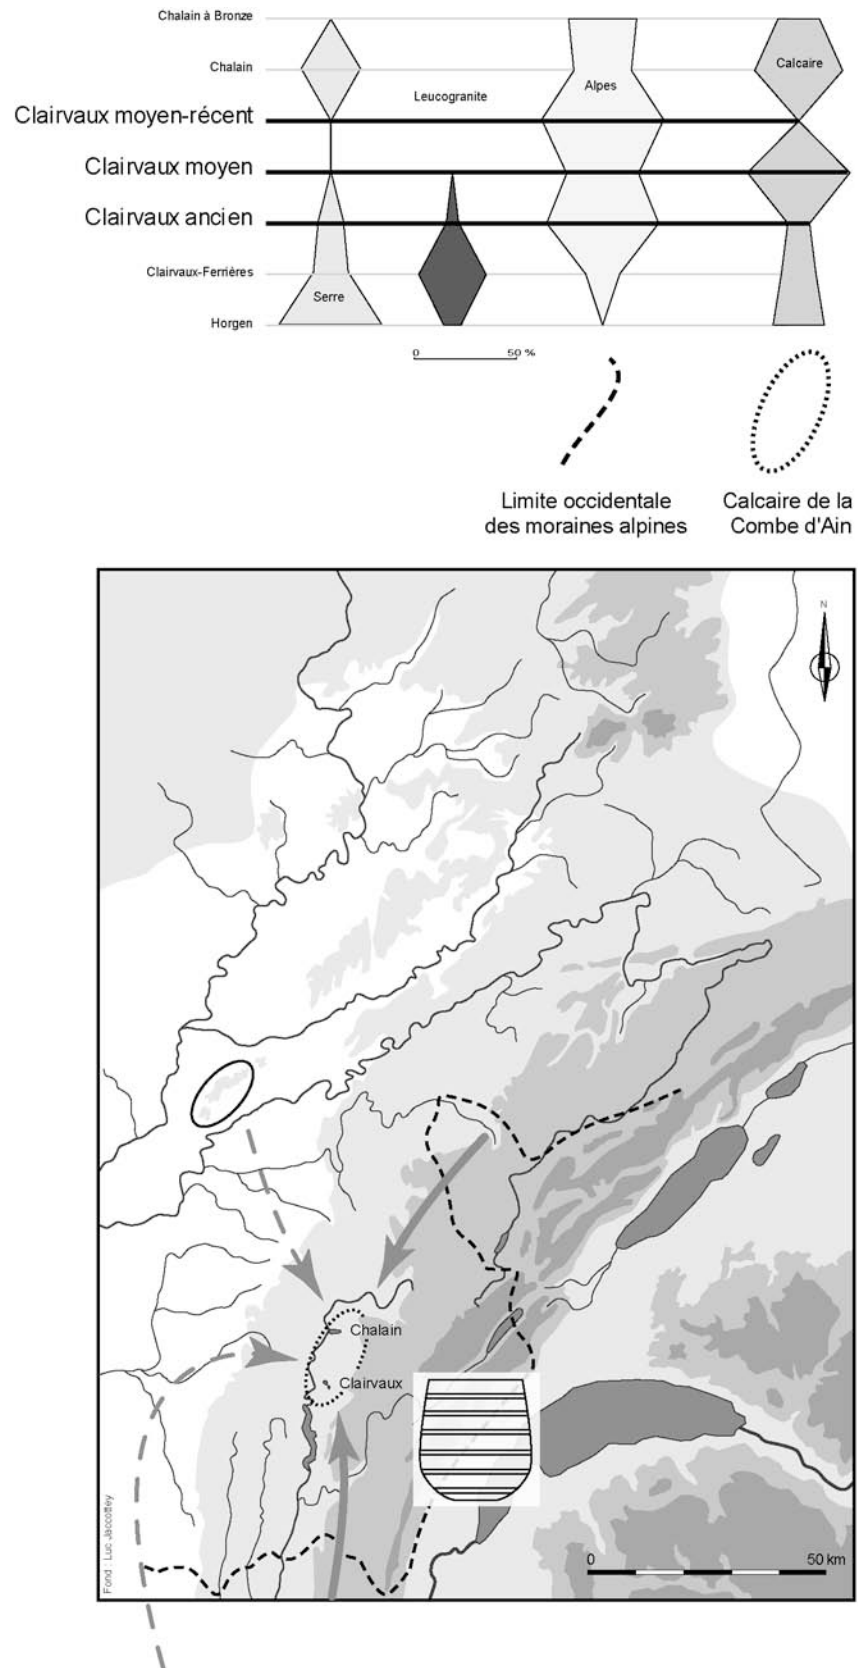 Chalain à Bronze
Chalain
Clairvaux moyen-récent
Clairvaux moyen
Clairvaux ancien
Clairvaux-Ferrières
Horgen
Leucogranite
Alpes
Calcaire
Serre
0 50 %
Limite occidentale
des moraines alpines
Calcaire de la
Combe d'Ain
N
Chalain
Clairvaux
0 50 km
Fond : Luc Jaccottey